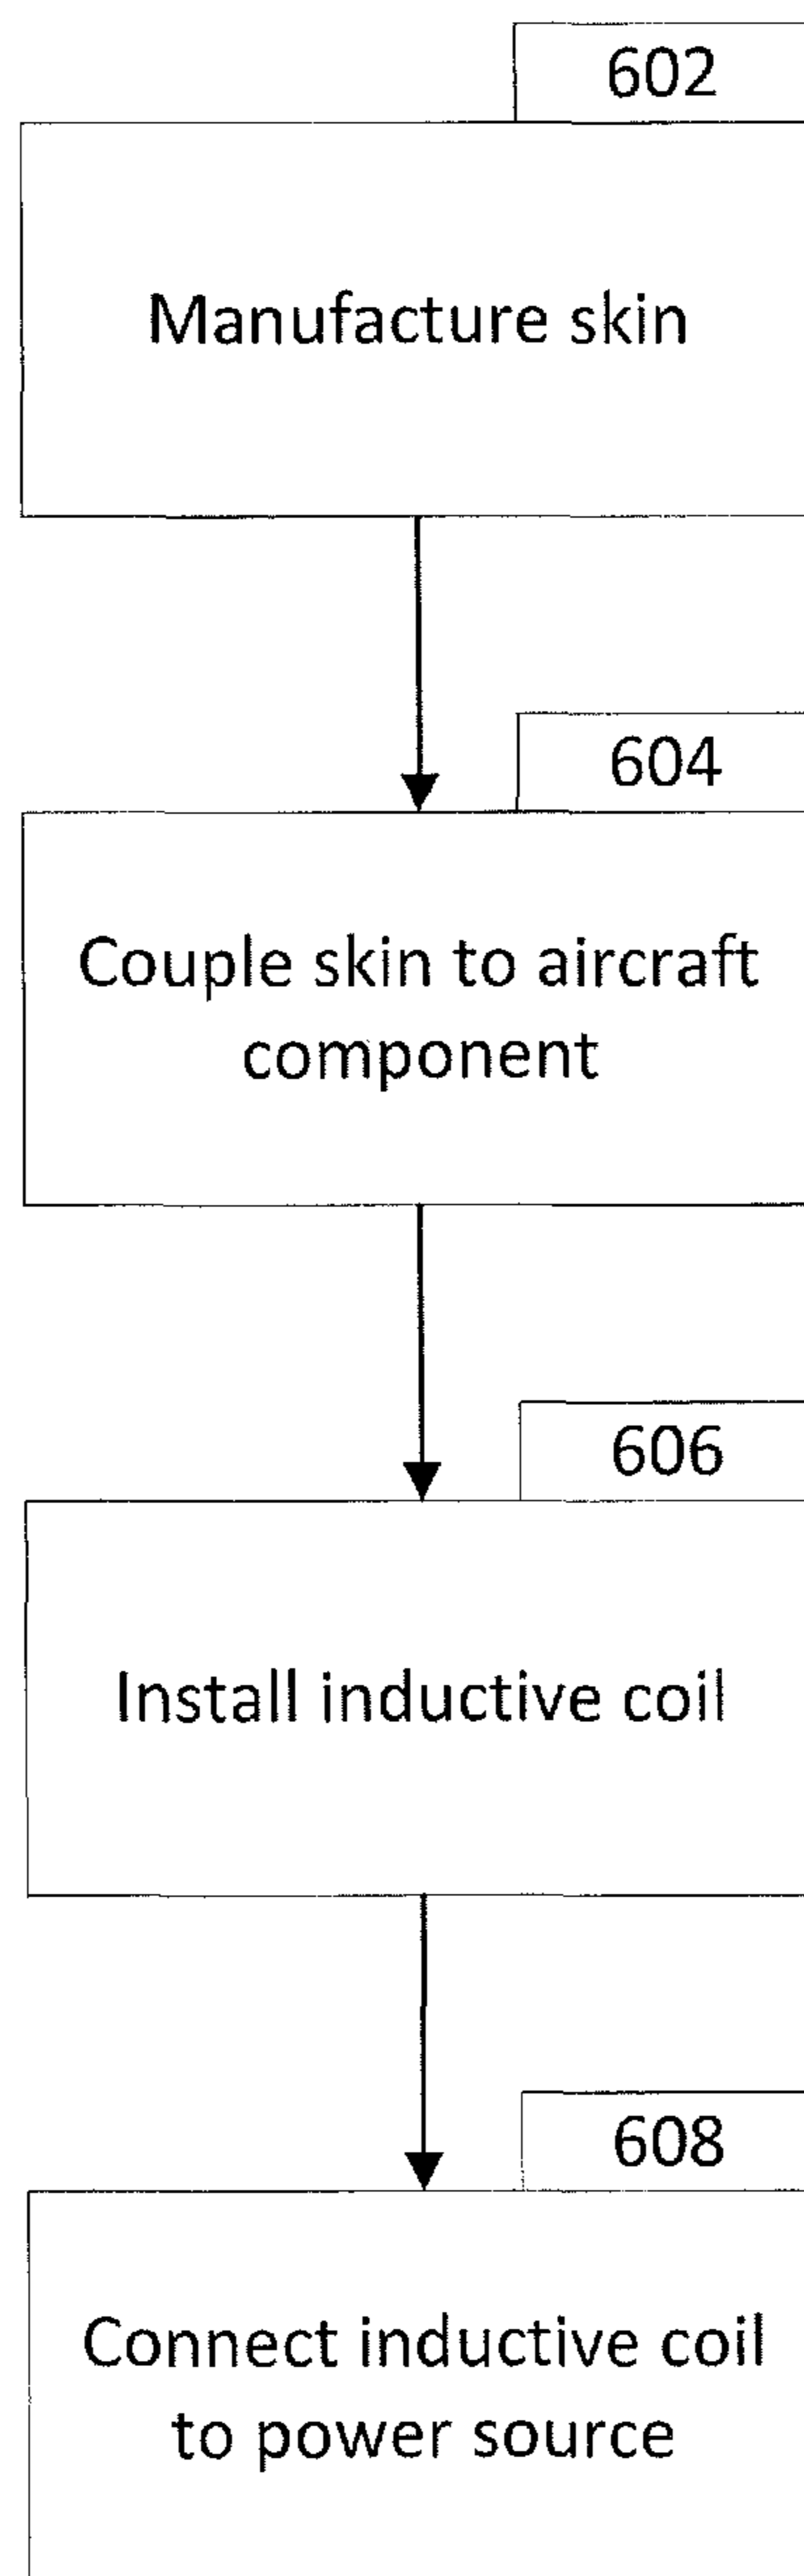 602
Manufacture skin
604
Couple skin to aircraft
component
606
Install inductive coil
608
Connect inductive coil
to power source